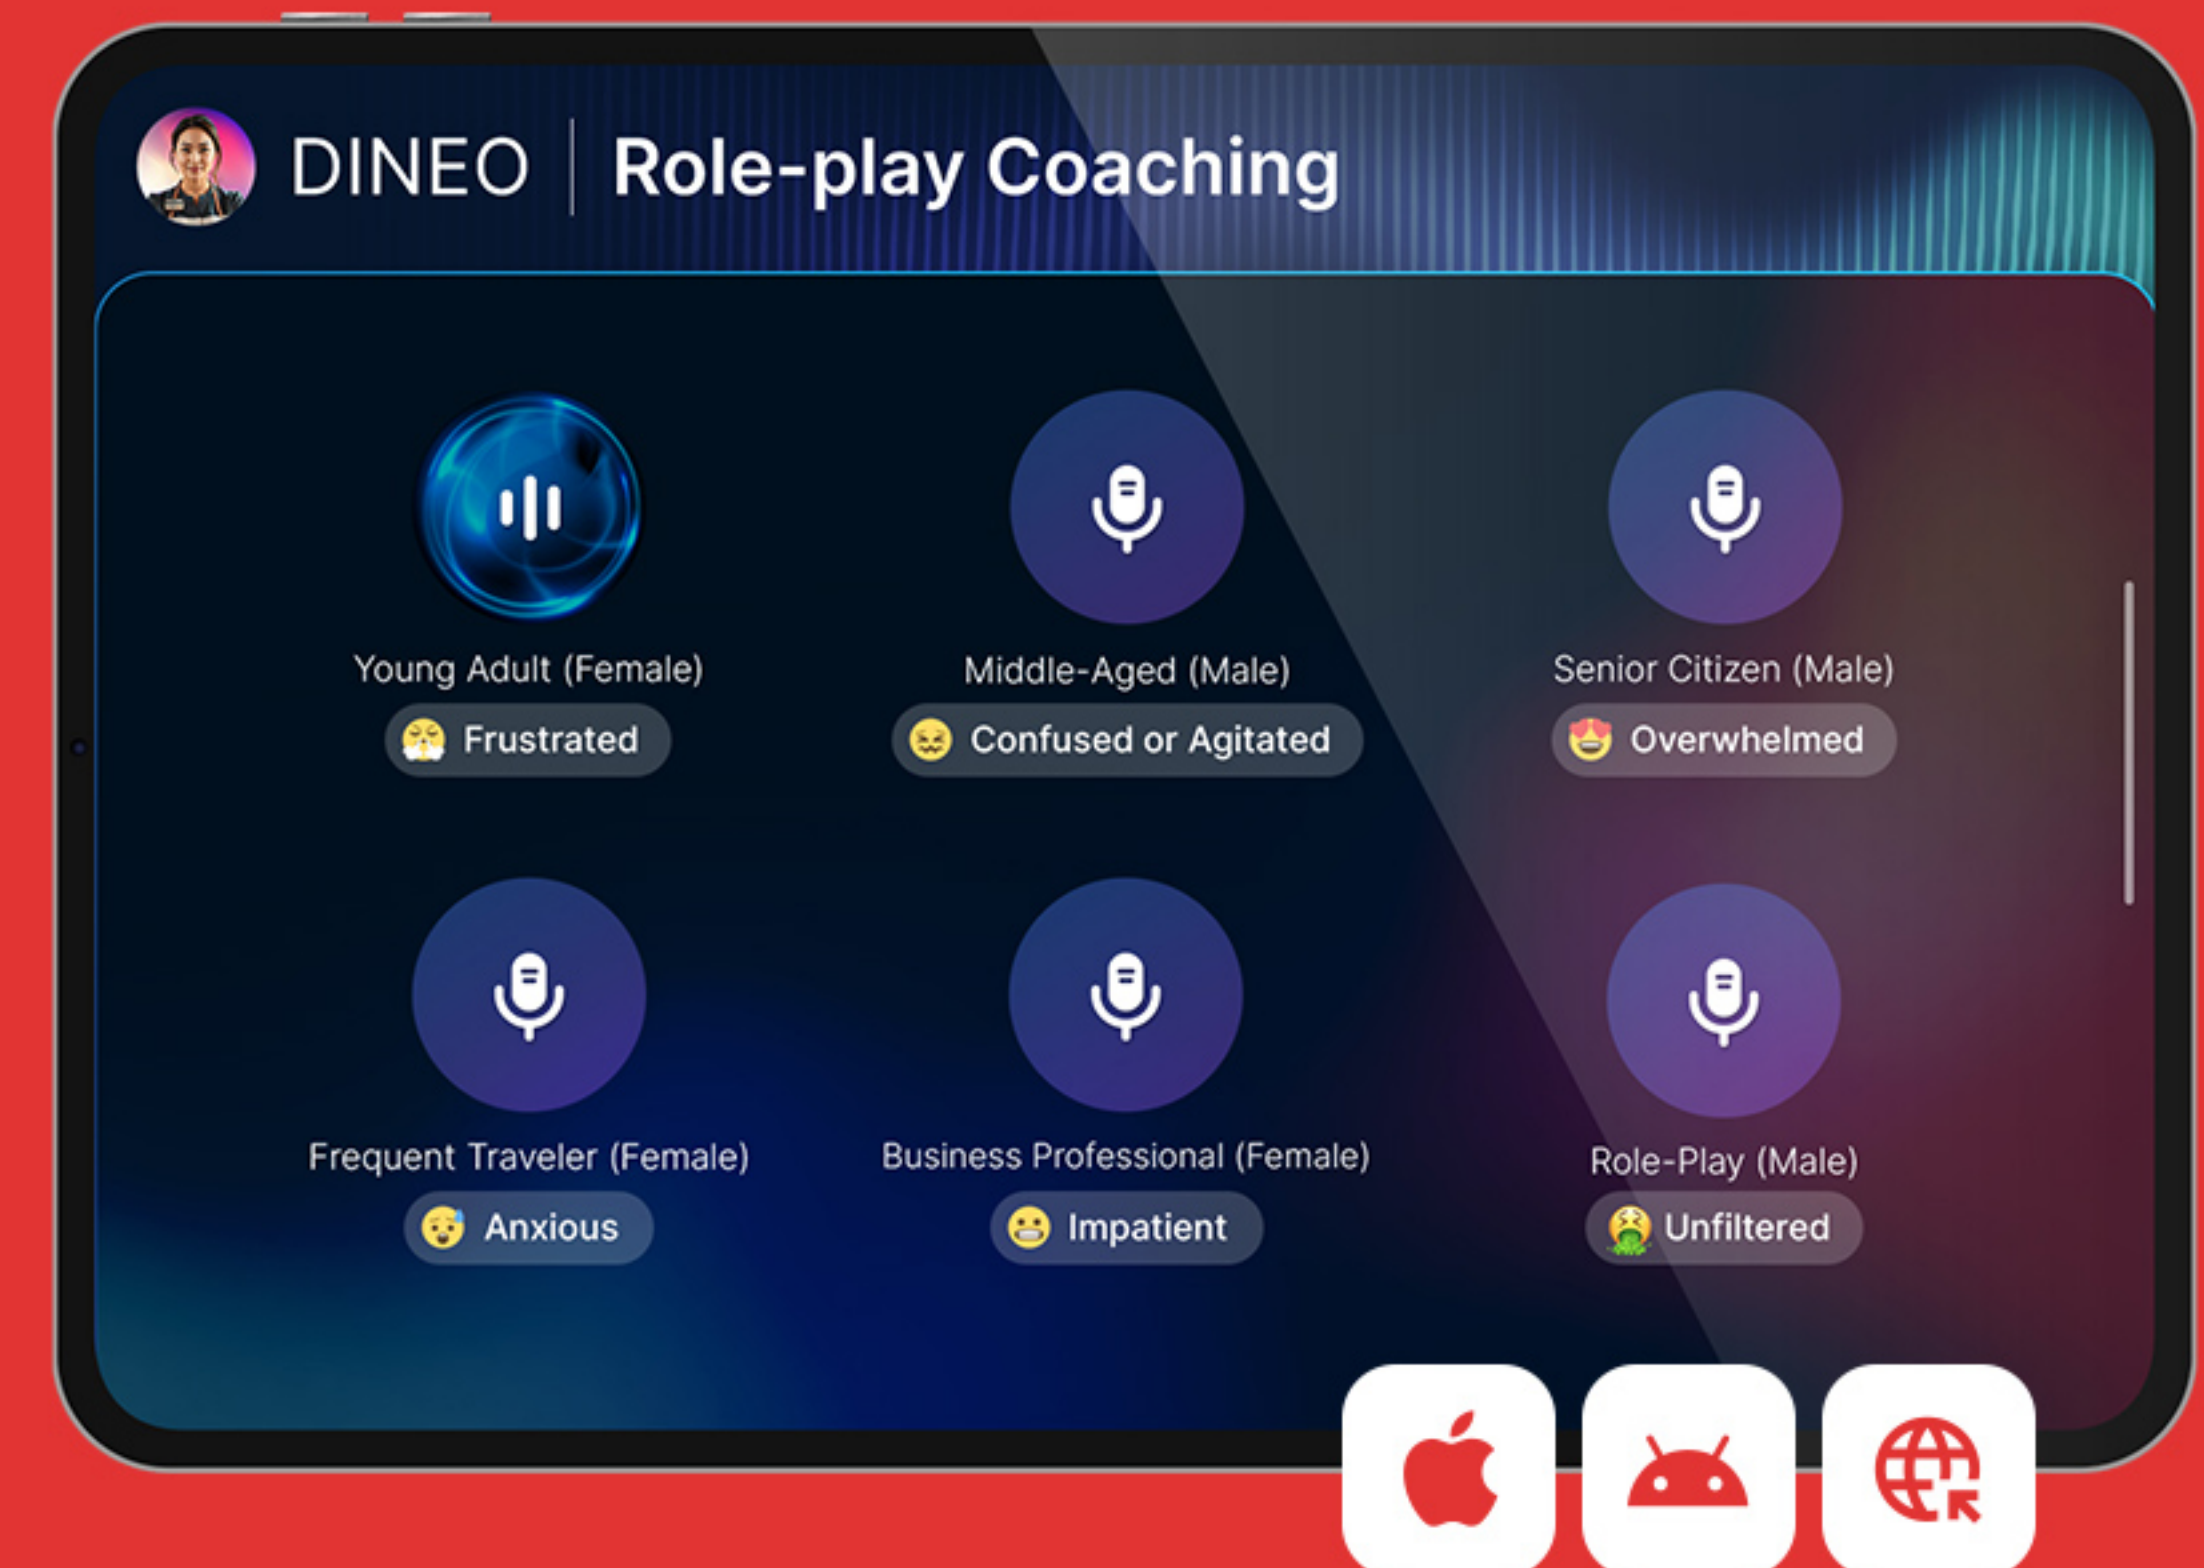 DINEO | Role-play Coaching
Young Adult (Female)
Frustrated
Middle-Aged (Male)
Confused or Agitated
Senior Citizen (Male)
Overwhelmed
Frequent Traveler (Female)
Anxious
Business Professional (Female)
Impatient
Role-Play (Male)
Unfiltered